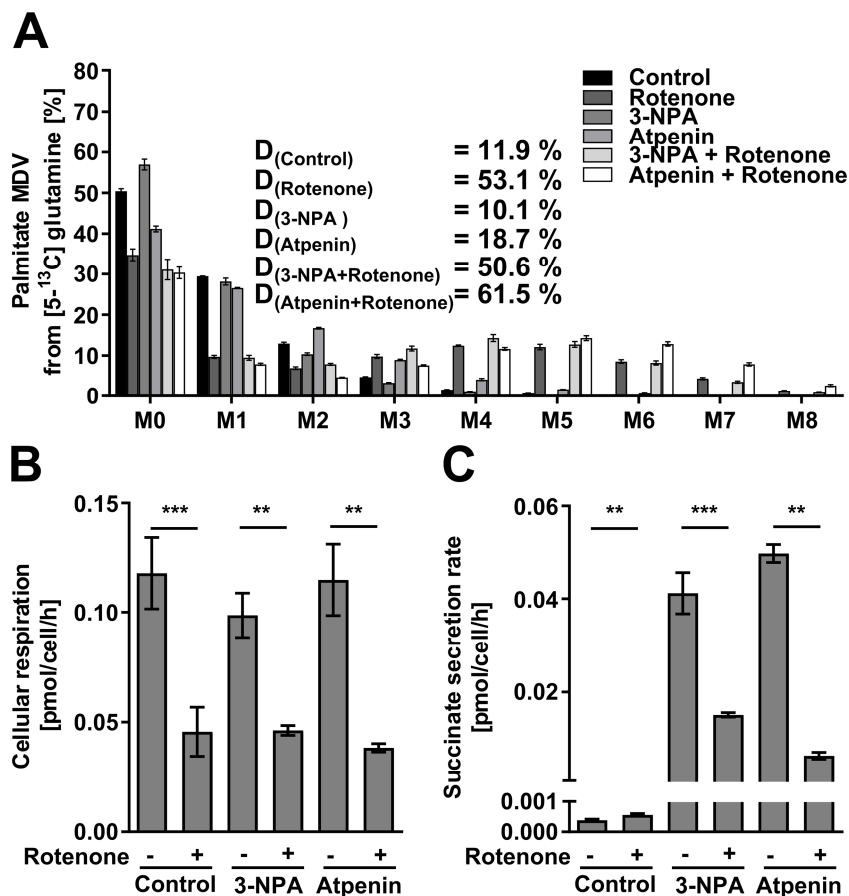 A
Palmitate MDV
from [5-¹³C] glutamine [%]
80
70
60
50
40
30
20
10
0
M0 M1 M2 M3 M4 M5 M6 M7 M8
D(Control) = 11.9 %
D(Rotenone) = 53.1 %
D(3-NPA ) = 10.1 %
D(Atpenin) = 18.7 %
D(3-NPA+Rotenone) = 50.6 %
D(Atpenin+Rotenone) = 61.5 %
Control
Rotenone
3-NPA
Atpenin
3-NPA + Rotenone
Atpenin + Rotenone
B
Cellular respiration
[pmol/cell/h]
0.15
0.10
0.05
0.00
*** ** **
Rotenone - + - + - +
Control 3-NPA Atpenin
C
Succinate secretion rate
[pmol/cell/h]
0.06
0.04
0.02
0.001
0.000
** *** **
- + - + - +
Control 3-NPA Atpenin